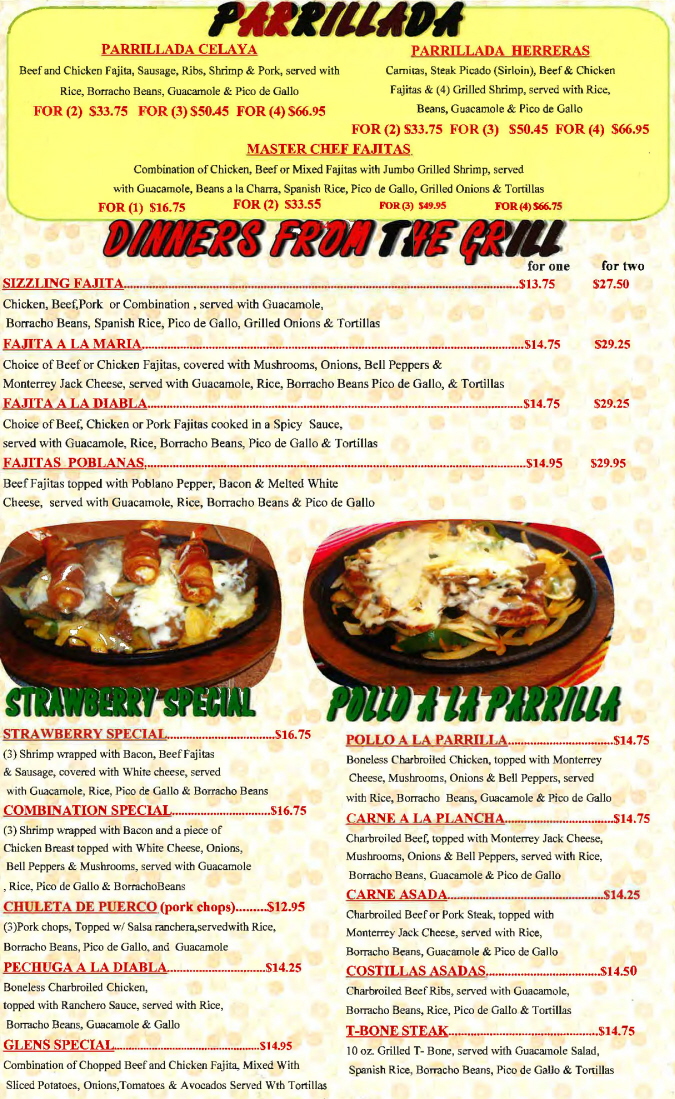 PARRILLADA
PARRILLADA CELAYA
Beef and Chicken Fajita, Sausage, Ribs, Shrimp & Pork, served with
Rice, Borracho Beans, Guacamole & Pico de Gallo
FOR (2) $33.75 FOR (3) $50.45 FOR (4) $66.95
PARRILLADA HERRERAS
Carnitas, Steak Picado (Sirloin), Beef & Chicken
Fajitas & (4) Grilled Shrimp, served with Rice,
Beans, Guacamole & Pico de Gallo
FOR (2) $33.75 FOR (3) $50.45 FOR (4) $66.95
MASTER CHEF FAJITAS
Combination of Chicken, Beef or Mixed Fajitas with Jumbo Grilled Shrimp, served
with Guacamole, Beans a la Charra, Spanish Rice, Pico de Gallo, Grilled Onions & Tortillas
FOR (1) $16.75 FOR (2) $33.55 FOR (3) $49.95 FOR (4) $66.75
DINNERS FROM THE GRILL
for one for two
SIZZLING FAJITA.....$13.75 $27.50
Chicken, Beef,Pork or Combination , served with Guacamole,
Borracho Beans, Spanish Rice, Pico de Gallo, Grilled Onions & Tortillas
FAJITA A LA MARIA.....$14.75 $29.25
Choice of Beef or Chicken Fajitas, covered with Mushrooms, Onions, Bell Peppers &
Monterrey Jack Cheese, served with Guacamole, Rice, Borracho Beans Pico de Gallo, & Tortillas
FAJITA A LA DIABLA.....$14.75 $29.25
Choice of Beef, Chicken or Pork Fajitas cooked in a Spicy Sauce,
served with Guacamole, Rice, Borracho Beans, Pico de Gallo & Tortillas
FAJITAS POBLANAS.....$14.95 $29.95
Beef Fajitas topped with Poblano Pepper, Bacon & Melted White
Cheese, served with Guacamole, Rice, Borracho Beans & Pico de Gallo
STRAWBERRY SPECIAL
STRAWBERRY SPECIAL.....$16.75
(3) Shrimp wrapped with Bacon, Beef Fajitas
& Sausage, covered with White cheese, served
with Guacamole, Rice, Pico de Gallo & Borracho Beans
COMBINATION SPECIAL.....$16.75
(3) Shrimp wrapped with Bacon and a piece of
Chicken Breast topped with White Cheese, Onions,
Bell Peppers & Mushrooms, served with Guacamole
, Rice, Pico de Gallo & BorrachoBeans
CHULETA DE PUERCO (pork chops).........$12.95
(3)Pork chops, Topped w/ Salsa ranchera,servedwith Rice,
Borracho Beans, Pico de Gallo, and Guacamole
PECHUGA A LA DIABLA.....$14.25
Boneless Charbroiled Chicken,
topped with Ranchero Sauce, served with Rice,
Borracho Beans, Guacamole & Gallo
GLENS SPECIAL.....$14.95
Combination of Chopped Beef and Chicken Fajita, Mixed With
Sliced Potatoes, Onions,Tomatoes & Avocados Served Wth Tortillas
POLLO A LA PARRILLA
POLLO A LA PARRILLA.....$14.75
Boneless Charbroiled Chicken, topped with Monterrey
Cheese, Mushrooms, Onions & Bell Peppers, served
with Rice, Borracho Beans, Guacamole & Pico de Gallo
CARNE A LA PLANCHA.....$14.75
Charbroiled Beef, topped with Monterrey Jack Cheese,
Mushrooms, Onions & Bell Peppers, served with Rice,
Borracho Beans, Guacamole & Pico de Gallo
CARNE ASADA.....$14.25
Charbroiled Beef or Pork Steak, topped with
Monterrey Jack Cheese, served with Rice,
Borracho Beans, Guacamole & Pico de Gallo
COSTILLAS ASADAS.....$14.50
Charbroiled Beef Ribs, served with Guacamole,
Borracho Beans, Rice, Pico de Gallo & Tortillas
T-BONE STEAK.....$14.75
10 oz. Grilled T- Bone, served with Guacamole Salad,
Spanish Rice, Borracho Beans, Pico de Gallo & Tortillas